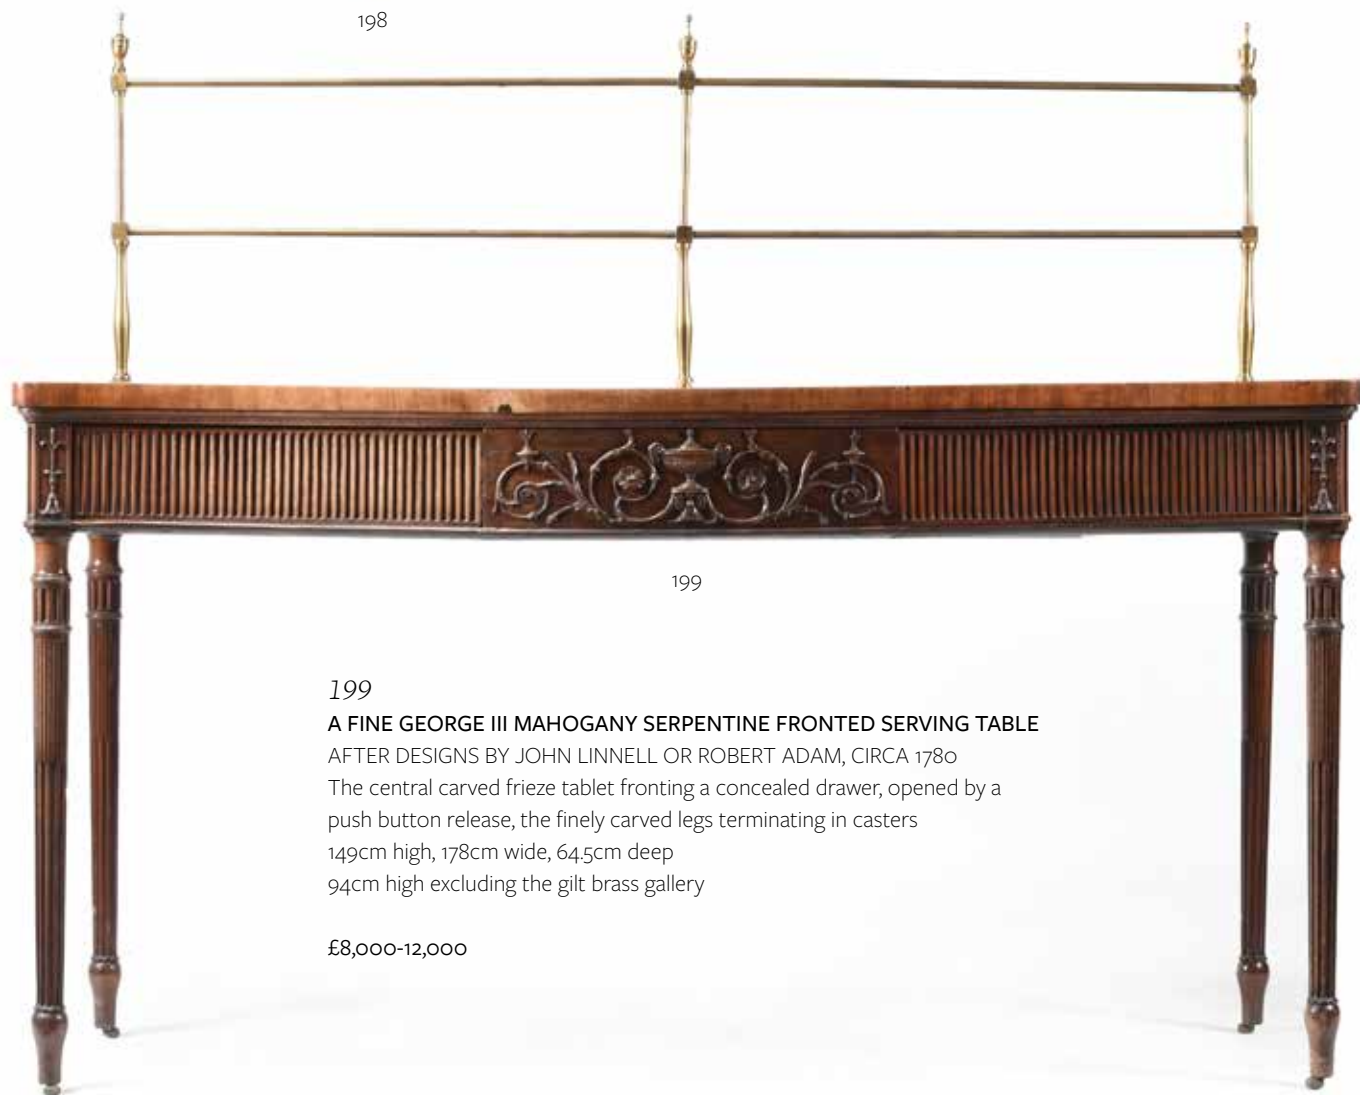 198
199
199
A FINE GEORGE III MAHOGANY SERPENTINE FRONTED SERVING TABLE
AFTER DESIGNS BY JOHN LINNELL OR ROBERT ADAM, CIRCA 1780
The central carved frieze tablet fronting a concealed drawer, opened by a
push button release, the finely carved legs terminating in casters
149cm high, 178cm wide, 64.5cm deep
94cm high excluding the gilt brass gallery
£8,000-12,000